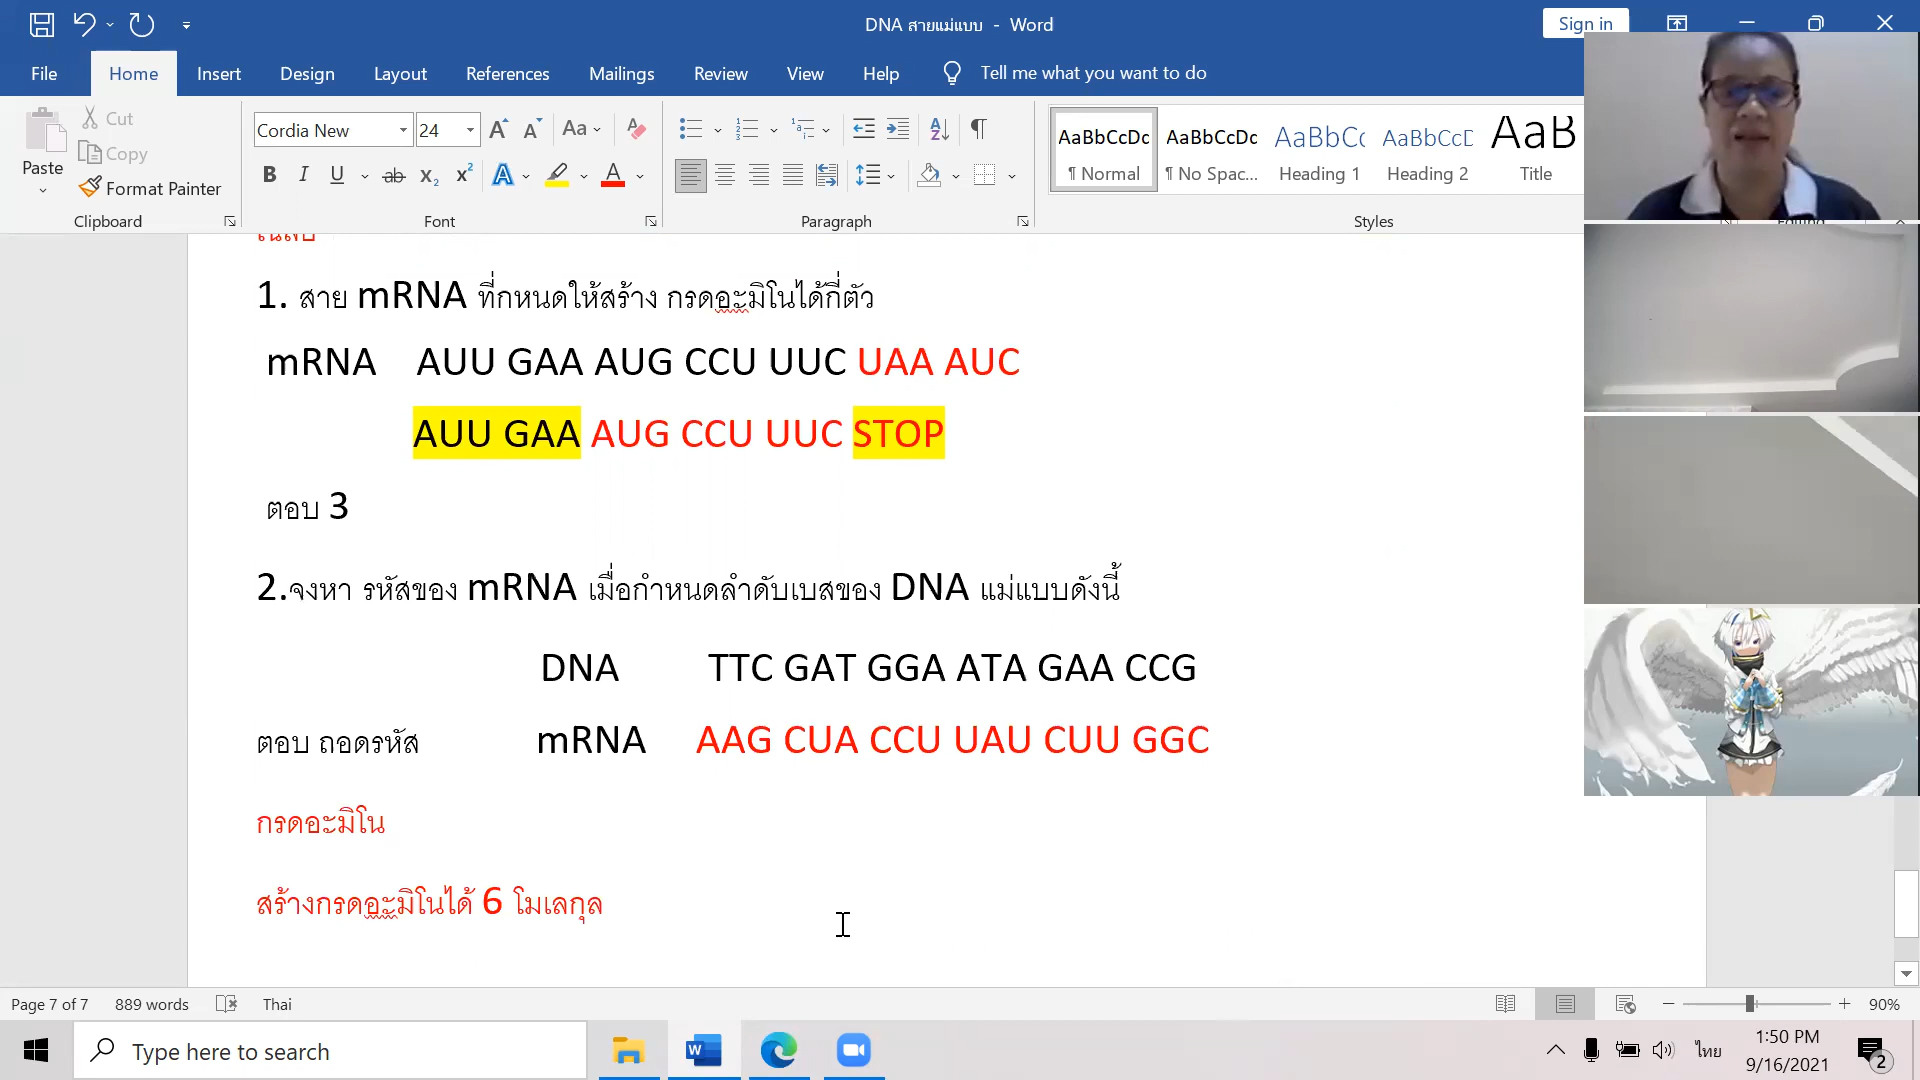 DNA สายแม่แบบ - Word
Sign in
File Home Insert Design Layout References Mailings Review View Help Tell me what you want to do
Paste
Cut
Copy
Format Painter
Clipboard
Cordia New 24
Font
Paragraph
AaBbCcDc AaBbCcDc AaBbCc AaBbCcD AaB
¶ Normal ¶ No Spac... Heading 1 Heading 2 Title
Styles
1. สาย mRNA ที่กหนดให้สร้าง กรดอะมิโนได้กี่ตัว
mRNA AUU GAA AUG CCU UUC UAA AUC
AUU GAA AUG CCU UUC STOP
ตอบ 3
2.จงหา รหัสของ mRNA เมื่อกำหนดลำดับเบสของ DNA แม่แบบดังนี้
DNA TTC GAT GGA ATA GAA CCG
ตอบ ถอดรหัส mRNA AAG CUA CCU UAU CUU GGC
กรดอะมิโน
สร้างกรดอะมิโนได้ 6 โมเลกุล
Page 7 of 7 889 words Thai 90%
Type here to search
ไทย
1:50 PM
9/16/2021
2